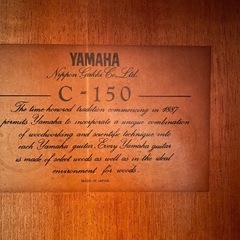 YAMAHA
Nippon Gakki Co., Ltd.
C-150
The time-honored tradition commencing in 1887
permits Yamaha to incorporate a unique combination
of woodworking and scientific technique into
each Yamaha guitar. Every Yamaha guitar
is made of select woods as well as in the ideal
environment for woods.
MADE IN JAPAN